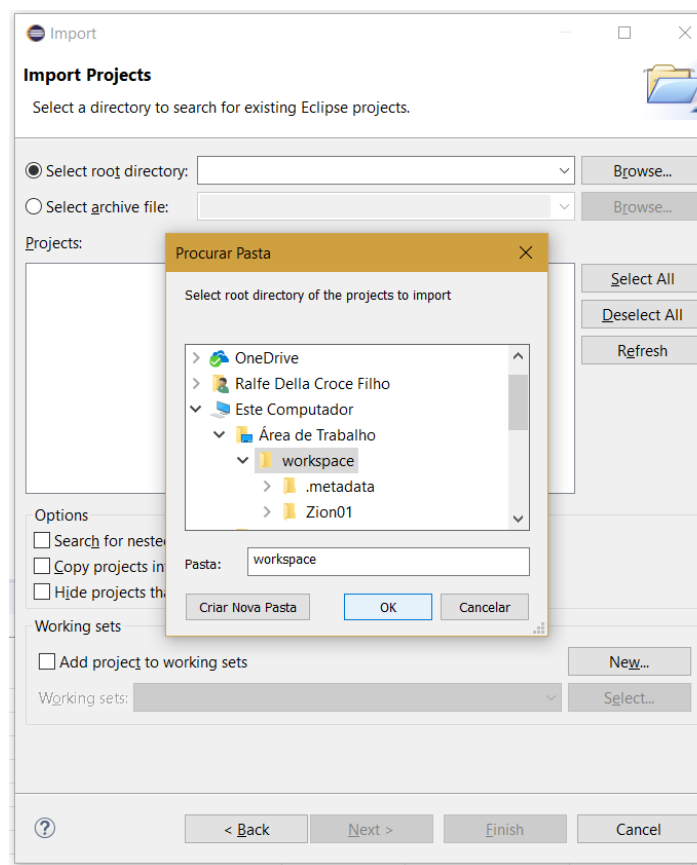 Import
Import Projects
Select a directory to search for existing Eclipse projects.
Select root directory:
Browse...
Select archive file:
Browse...
Projects:
Procurar Pasta
Select root directory of the projects to import
Select All
Deselect All
Refresh
OneDrive
Ralfe Della Croce Filho
Este Computador
Área de Trabalho
workspace
.metadata
Zion01
Options
Search for neste
Copy projects in
Hide projects tha
Pasta: workspace
Criar Nova Pasta OK Cancelar
Working sets
Add project to working sets
New...
Working sets:
Select...
? < Back Next > Finish Cancel